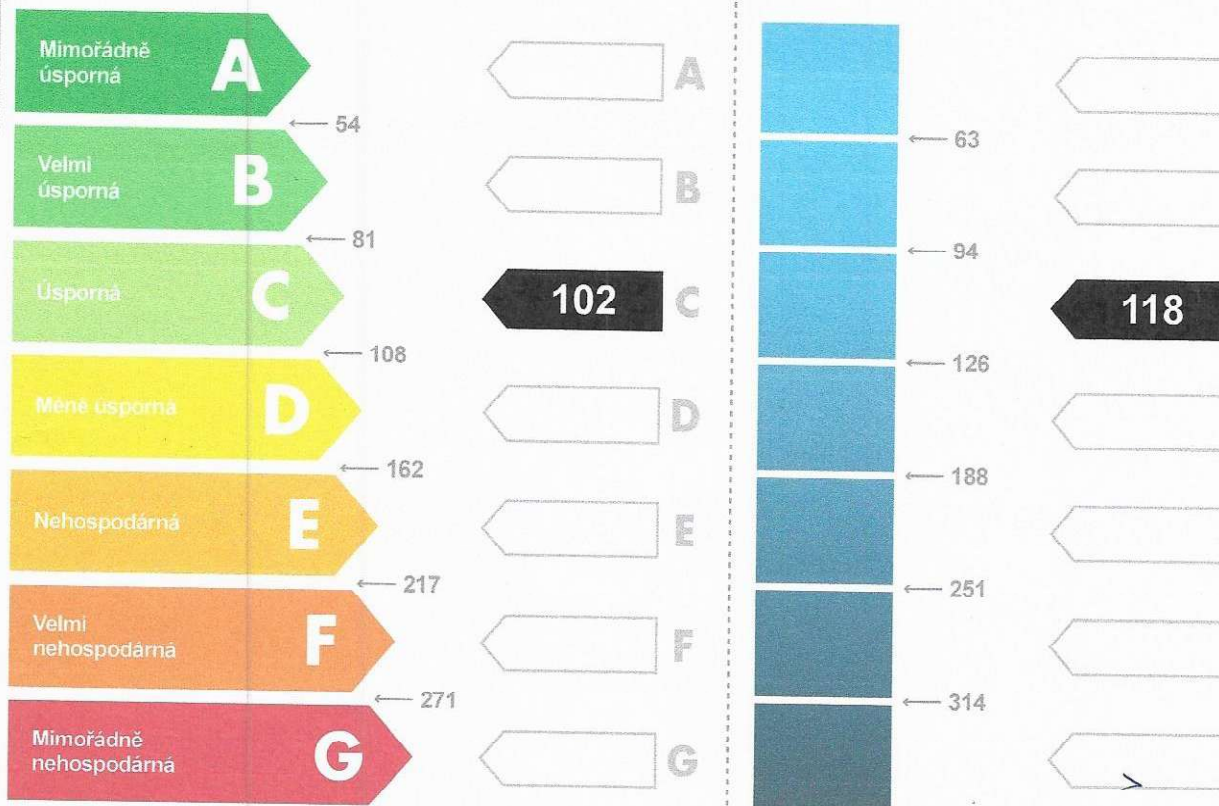 Mimořádně
úsporná
A
A
54
63
Velmi
úsporná
B
B
81
94
Úsporná
C
102
C
118
108
126
Méně úsporná
D
D
162
188
Nehospodárná
E
E
217
251
Velmi
nehospodárná
F
F
271
314
Mimořádně
nehospodárná
G
G